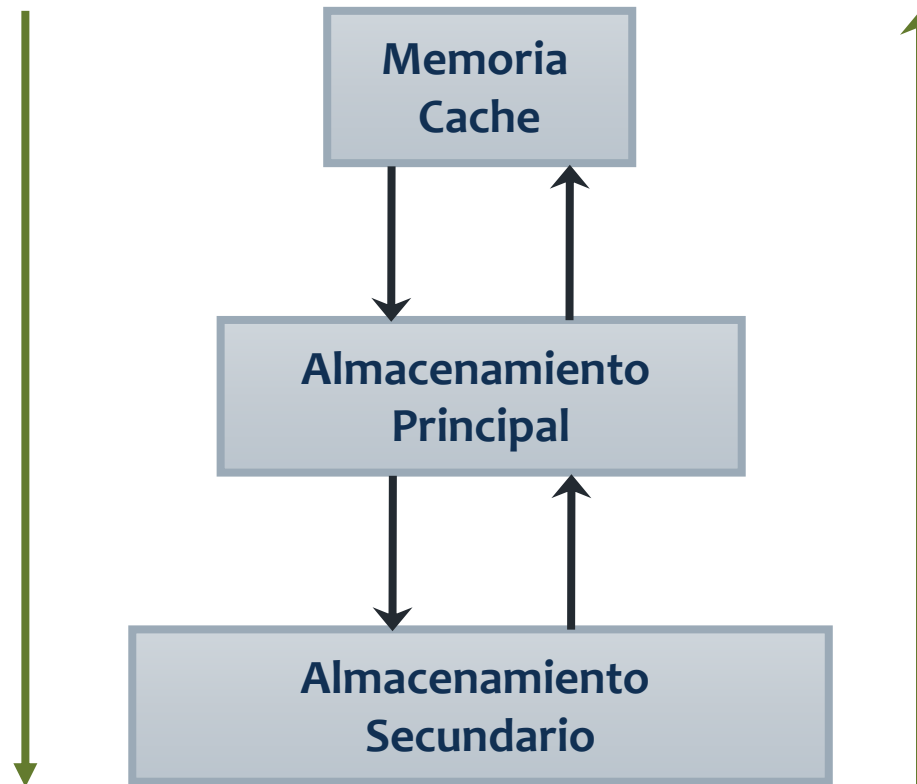 Memoria
Cache
Almacenamiento
Principal
Almacenamiento
Secundario